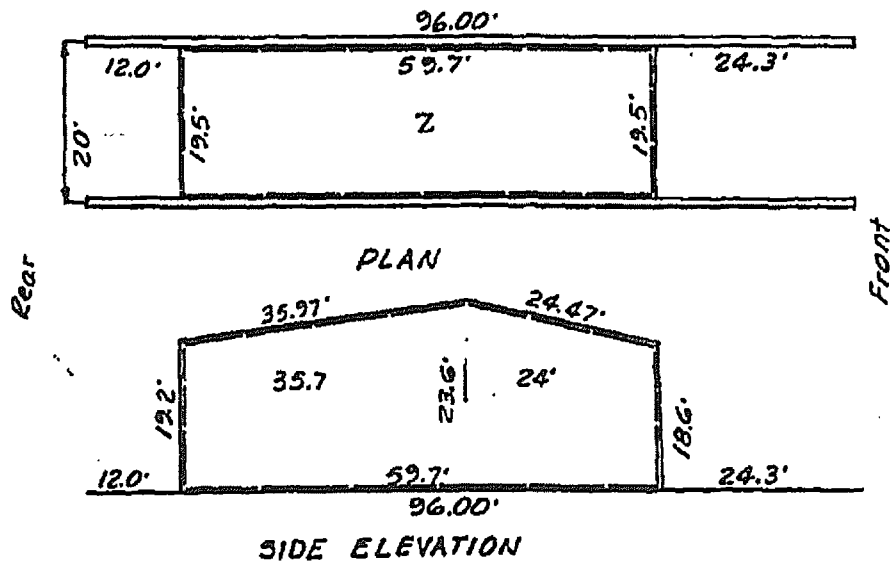 96.00'
12.0' 59.7' 24.3'
20' 19.5' Z 19.5'
Rear PLAN Front
35.97' 24.47'
19.2' 35.7 23.6' 24' 18.6'
12.0' 59.7' 24.3'
96.00'
SIDE ELEVATION